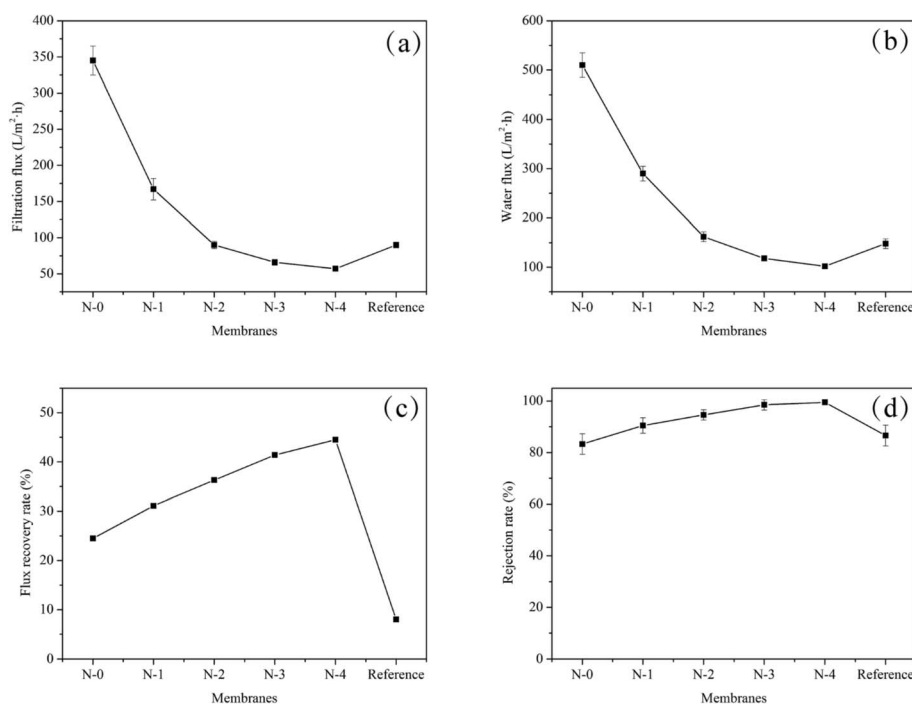 (a)
400
350
300
250
200
150
100
50
Filtration flux (L/m²·h)
N-0 N-1 N-2 N-3 N-4 Reference
Membranes
(b)
600
500
400
300
200
100
Water flux (L/m²·h)
N-0 N-1 N-2 N-3 N-4 Reference
Membranes
(c)
50
40
30
20
10
0
Flux recovery rate (%)
N-0 N-1 N-2 N-3 N-4 Reference
Membranes
(d)
100
80
60
40
20
0
Rejection rate (%)
N-0 N-1 N-2 N-3 N-4 Reference
Membranes